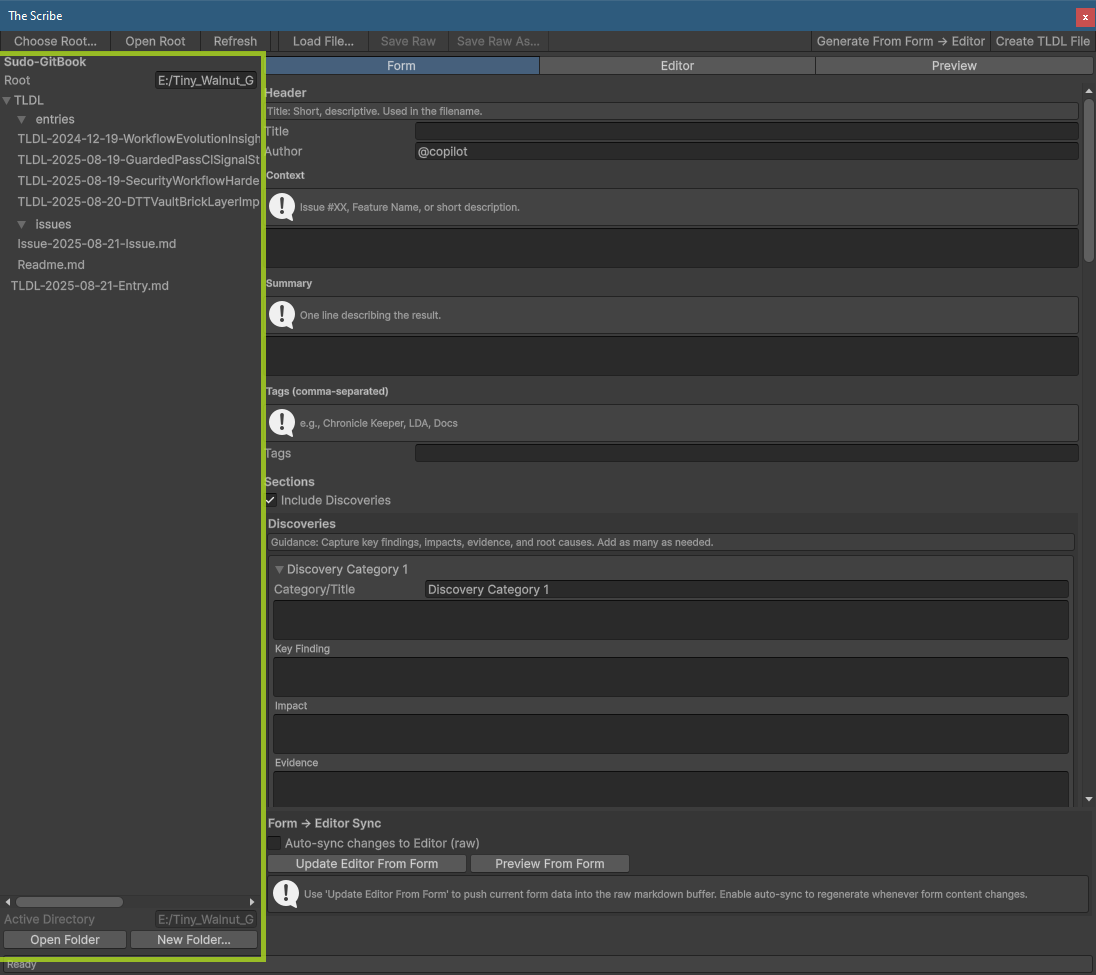 The Scribe
x
Choose Root... Open Root Refresh Load File... Save Raw Save Raw As... Generate From Form → Editor Create TLDL File
Sudo-GitBook
Root E:/Tiny_Walnut_G
TLDL
entries
TLDL-2024-12-19-WorkflowEvolutionInsigh
TLDL-2025-08-19-GuardedPassCISignalSt
TLDL-2025-08-19-SecurityWorkflowHarde
TLDL-2025-08-20-DTTVaultBrickLayerImp
issues
Issue-2025-08-21-Issue.md
Readme.md
TLDL-2025-08-21-Entry.md
Active Directory E:/Tiny_Walnut_G
Open Folder New Folder...
Form Editor Preview
Header
Title: Short, descriptive. Used in the filename.
Title
Author @copilot
Context
Issue #XX, Feature Name, or short description.
Summary
One line describing the result.
Tags (comma-separated)
e.g., Chronicle Keeper, LDA, Docs
Tags
Sections
Include Discoveries
Discoveries
Guidance: Capture key findings, impacts, evidence, and root causes. Add as many as needed.
Discovery Category 1
Category/Title Discovery Category 1
Key Finding
Impact
Evidence
Form → Editor Sync
Auto-sync changes to Editor (raw)
Update Editor From Form Preview From Form
Use 'Update Editor From Form' to push current form data into the raw markdown buffer. Enable auto-sync to regenerate whenever form content changes.
Ready